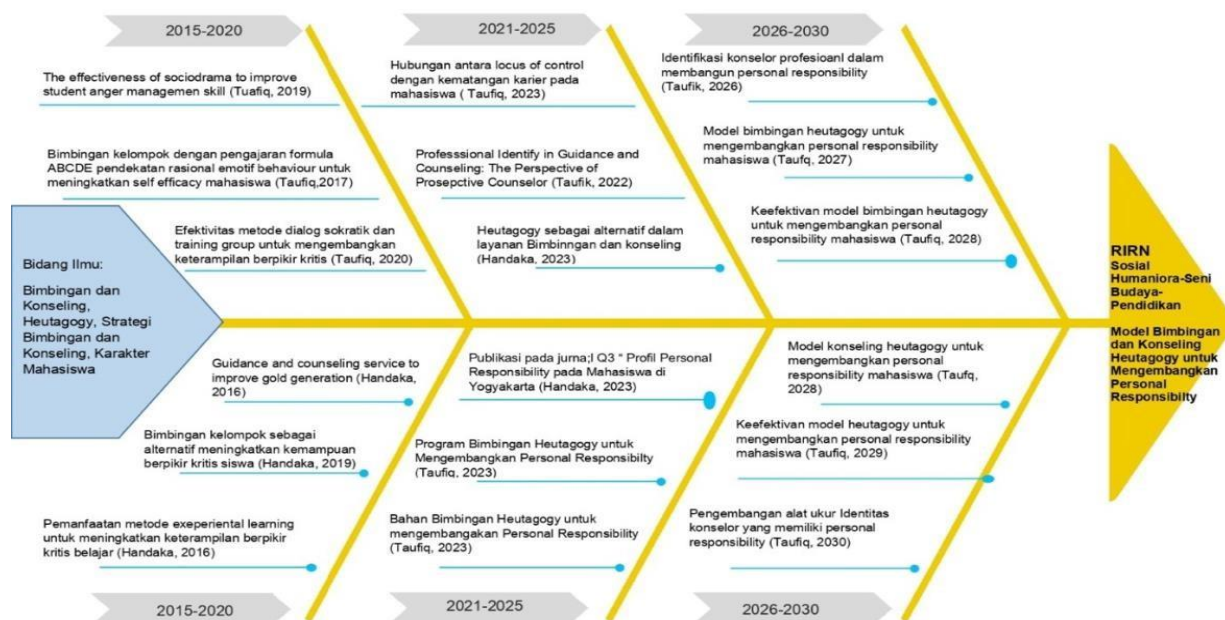 2015-2020
2021-2025
2026-2030
The effectiveness of sociodrama to improve
student anger managemen skill (Tuafiq, 2019)
Bimbingan kelompok dengan pengajaran formula
ABCDE pendekatan rasional emotif behaviour untuk
meningkatkan self efficacy mahasiswa (Taufiq,2017)
Efektivitas metode dialog sokratik dan
training group untuk mengembangkan
keterampilan berpikir kritis (Taufiq, 2020)
Hubungan antara locus of control
dengan kematangan karier pada
mahasiswa ( Taufiq, 2023)
Professsional Identify in Guidance and
Counseling: The Perspective of
Prosepctive Counselor (Taufik, 2022)
Heutagogy sebagai alternatif dalam
layanan Bimbinngan dan konseling
(Handaka, 2023)
Identifikasi konselor profesioanl dalam
membangun personal responsibility
(Taufik, 2026)
Model bimbingan heutagogy untuk
mengembangkan personal responsibility
mahasiswa (Taufq, 2027)
Keefektivan model bimbingan heutagogy
untuk mengembangkan personal
responsibility mahasiswa (Taufiq, 2028)
Bidang Ilmu:
Bimbingan dan
Konseling,
Heutagogy, Strategi
Bimbingan dan
Konseling, Karakter
Mahasiswa
RIRN
Sosial
Humaniora-Seni
Budaya-
Pendidikan
Model Bimbingan
dan Konseling
Heutagogy untuk
Mengembangkan
Personal
Responsibilty
Guidance and counseling service to
improve gold generation (Handaka,
2016)
Bimbingan kelompok sebagai
alternatif meningkatkan kemampuan
berpikir kritis siswa (Handaka, 2019)
Pemanfaatan metode exeperiental learning
untuk meningkatkan keterampilan berpikir
kritis belajar (Handaka, 2016)
Publikasi pada jurna;l Q3 “ Profil Personal
Responsibility pada Mahasiswa di
Yogyakarta (Handaka, 2023)
Program Bimbingan Heutagogy untuk
Mengembangkan Personal Responsibilty
(Taufiq, 2023)
Bahan Bimbingan Heutagogy untuk
mengembangakan Personal Responsibility
(Taufiq, 2023)
Model konseling heutagogy untuk
mengembangkan personal
responsibility mahasiswa (Taufq,
2028)
Keefektivan model heutagogy untuk
mengembangkan personal responsibility
mahasiswa (Taufiq, 2029)
Pengembangan alat ukur Identitas
konselor yang memiliki personal
responsibility (Taufiq, 2030)
2015-2020
2021-2025
2026-2030